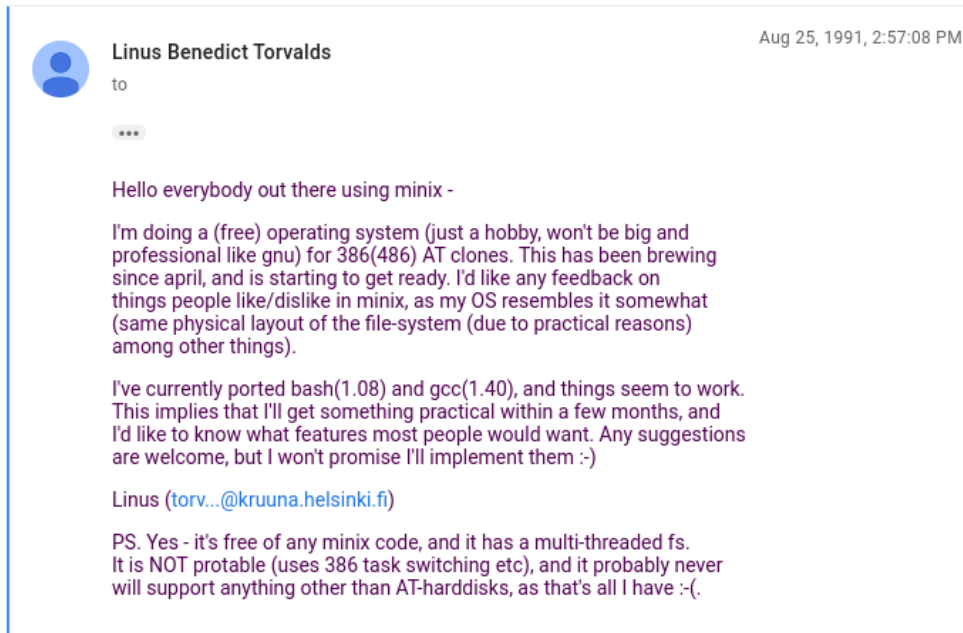 Linus Benedict Torvalds
Aug 25, 1991, 2:57:08 PM
to
•••
Hello everybody out there using minix -
I'm doing a (free) operating system (just a hobby, won't be big and
professional like gnu) for 386(486) AT clones. This has been brewing
since april, and is starting to get ready. I'd like any feedback on
things people like/dislike in minix, as my OS resembles it somewhat
(same physical layout of the file-system (due to practical reasons)
among other things).
I've currently ported bash(1.08) and gcc(1.40), and things seem to work.
This implies that I'll get something practical within a few months, and
I'd like to know what features most people would want. Any suggestions
are welcome, but I won't promise I'll implement them :-)
Linus (torv...@kruuna.helsinki.fi)
PS. Yes - it's free of any minix code, and it has a multi-threaded fs.
It is NOT protable (uses 386 task switching etc), and it probably never
will support anything other than AT-harddisks, as that's all I have :-(.